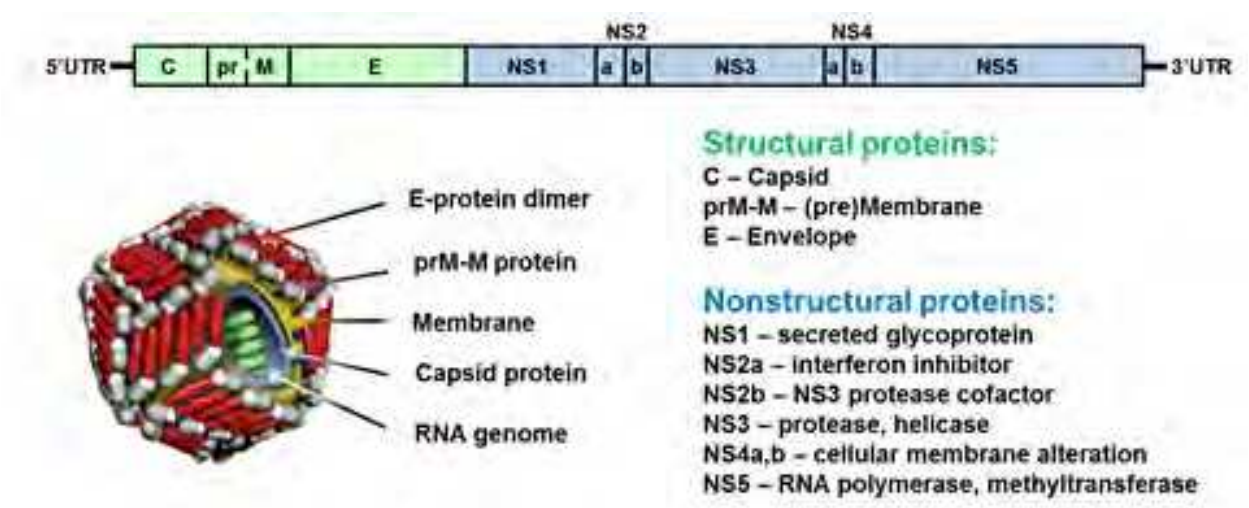 NS2 NS4
5'UTR C pr M E NS1 a b NS3 a b NS5 3'UTR
E-protein dimer
prM-M protein
Membrane
Capsid protein
RNA genome
Structural proteins:
C – Capsid
prM-M – (pre)Membrane
E – Envelope
Nonstructural proteins:
NS1 – secreted glycoprotein
NS2a – interferon inhibitor
NS2b – NS3 protease cofactor
NS3 – protease, helicase
NS4a,b – cellular membrane alteration
NS5 – RNA polymerase, methyltransferase